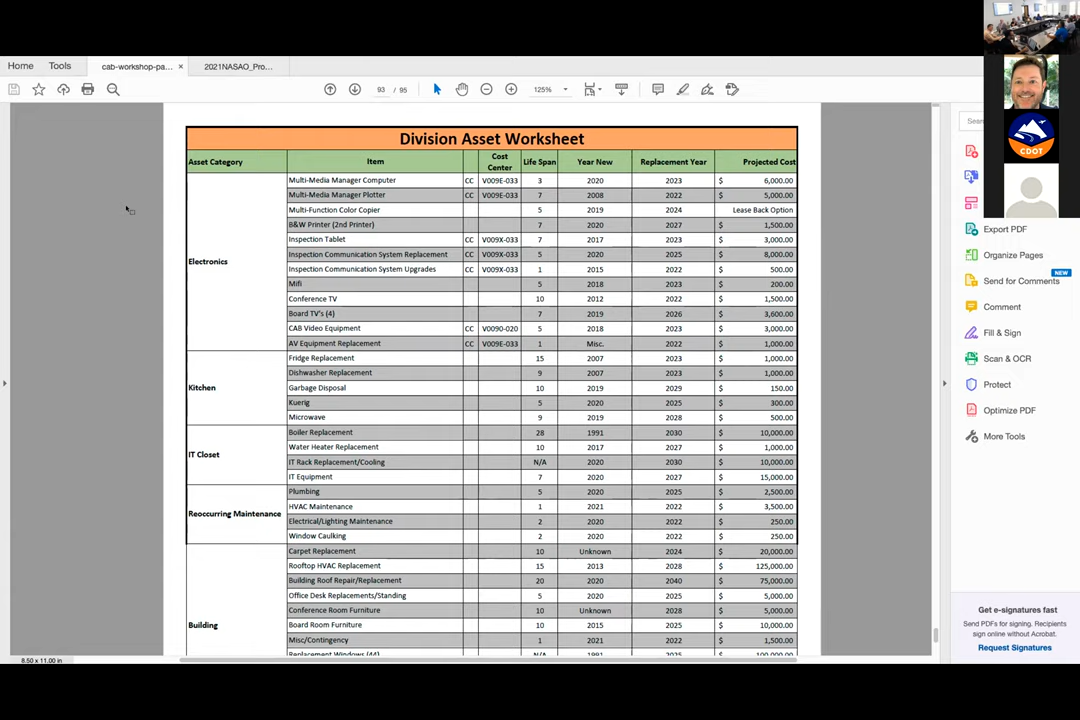 Home Tools cab-workshop-pa... × 2021NASAO_Pro...
93 / 95 125%
Division Asset Worksheet
Asset Category Item Cost Center Life Span Year New Replacement Year Projected Cost
Electronics
Multi-Media Manager Computer CC V009E-033 3 2020 2023 $ 6,000.00
Multi-Media Manager Plotter CC V009E-033 7 2008 2022 $ 5,000.00
Multi-Function Color Copier 5 2019 2024 Lease Back Option
B&W Printer (2nd Printer) 7 2020 2027 $ 1,500.00
Inspection Tablet CC V009X-033 7 2017 2023 $ 3,000.00
Inspection Communication System Replacement CC V009X-033 5 2020 2025 $ 8,000.00
Inspection Communication System Upgrades CC V009X-033 1 2015 2022 $ 500.00
Mifi 5 2018 2023 $ 200.00
Conference TV 10 2012 2022 $ 1,500.00
Board TV's (4) 7 2019 2026 $ 3,600.00
CAB Video Equipment CC V0090-020 5 2018 2023 $ 3,000.00
AV Equipment Replacement CC V009E-033 1 Misc. 2022 $ 1,000.00
Kitchen
Fridge Replacement 15 2007 2023 $ 1,000.00
Dishwasher Replacement 9 2007 2023 $ 1,000.00
Garbage Disposal 10 2019 2029 $ 150.00
Kuerig 5 2020 2025 $ 300.00
Microwave 9 2019 2028 $ 500.00
IT Closet
Boiler Replacement 28 1991 2030 $ 10,000.00
Water Heater Replacement 10 2017 2027 $ 1,000.00
IT Rack Replacement/Cooling N/A 2020 2030 $ 10,000.00
IT Equipment 7 2020 2027 $ 15,000.00
Reoccurring Maintenance
Plumbing 5 2020 2025 $ 2,500.00
HVAC Maintenance 1 2021 2022 $ 3,500.00
Electrical/Lighting Maintenance 2 2020 2022 $ 250.00
Window Caulking 2 2020 2022 $ 250.00
Building
Carpet Replacement 10 Unknown 2024 $ 20,000.00
Rooftop HVAC Replacement 15 2013 2028 $ 125,000.00
Building Roof Repair/Replacement 20 2020 2040 $ 75,000.00
Office Desk Replacements/Standing 5 2020 2025 $ 5,000.00
Conference Room Furniture 10 Unknown 2028 $ 5,000.00
Board Room Furniture 10 2015 2025 $ 10,000.00
Misc/Contingency 1 2021 2022 $ 1,500.00
Replacement Windows (44) N/A 1991 2025 $ 100,000.00
8.50 x 11.00 in
CDOT
Sear
Export PDF
Organize Pages
NEW
Send for Comments
Comment
Fill & Sign
Scan & OCR
Protect
Optimize PDF
More Tools
Get e-signatures fast
Send PDFs for signing. Recipients
sign online without Acrobat.
Request Signatures